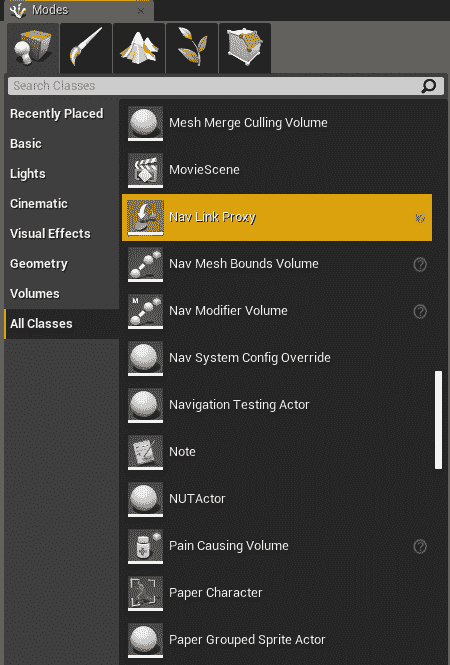 Modes
Search Classes
Recently Placed
Basic
Lights
Cinematic
Visual Effects
Geometry
Volumes
All Classes
Mesh Merge Culling Volume
MovieScene
Nav Link Proxy
Nav Mesh Bounds Volume
M
Nav Modifier Volume
Nav System Config Override
Navigation Testing Actor
Note
NUTActor
Pain Causing Volume
Paper Character
Paper Grouped Sprite Actor